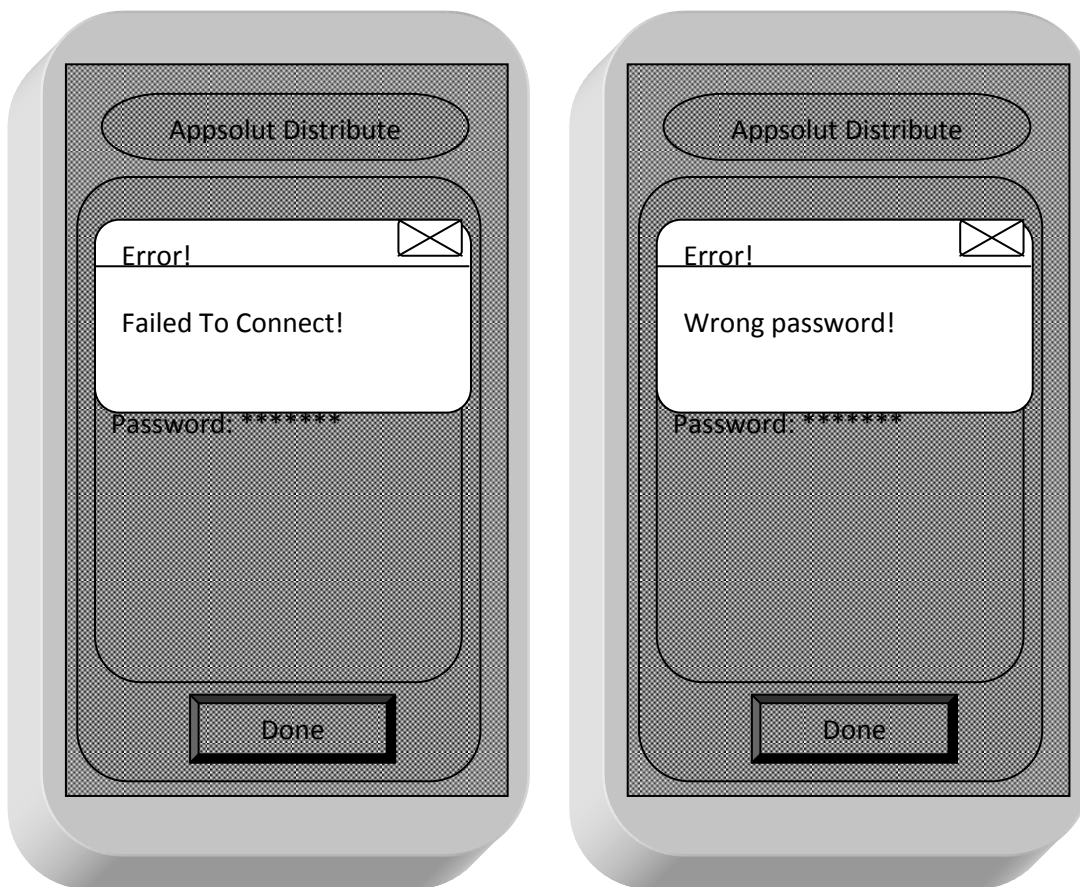 Appsolut Distribute
Error!
Failed To Connect!
Password: *******
Done
Appsolut Distribute
Error!
Wrong password!
Password: *******
Done